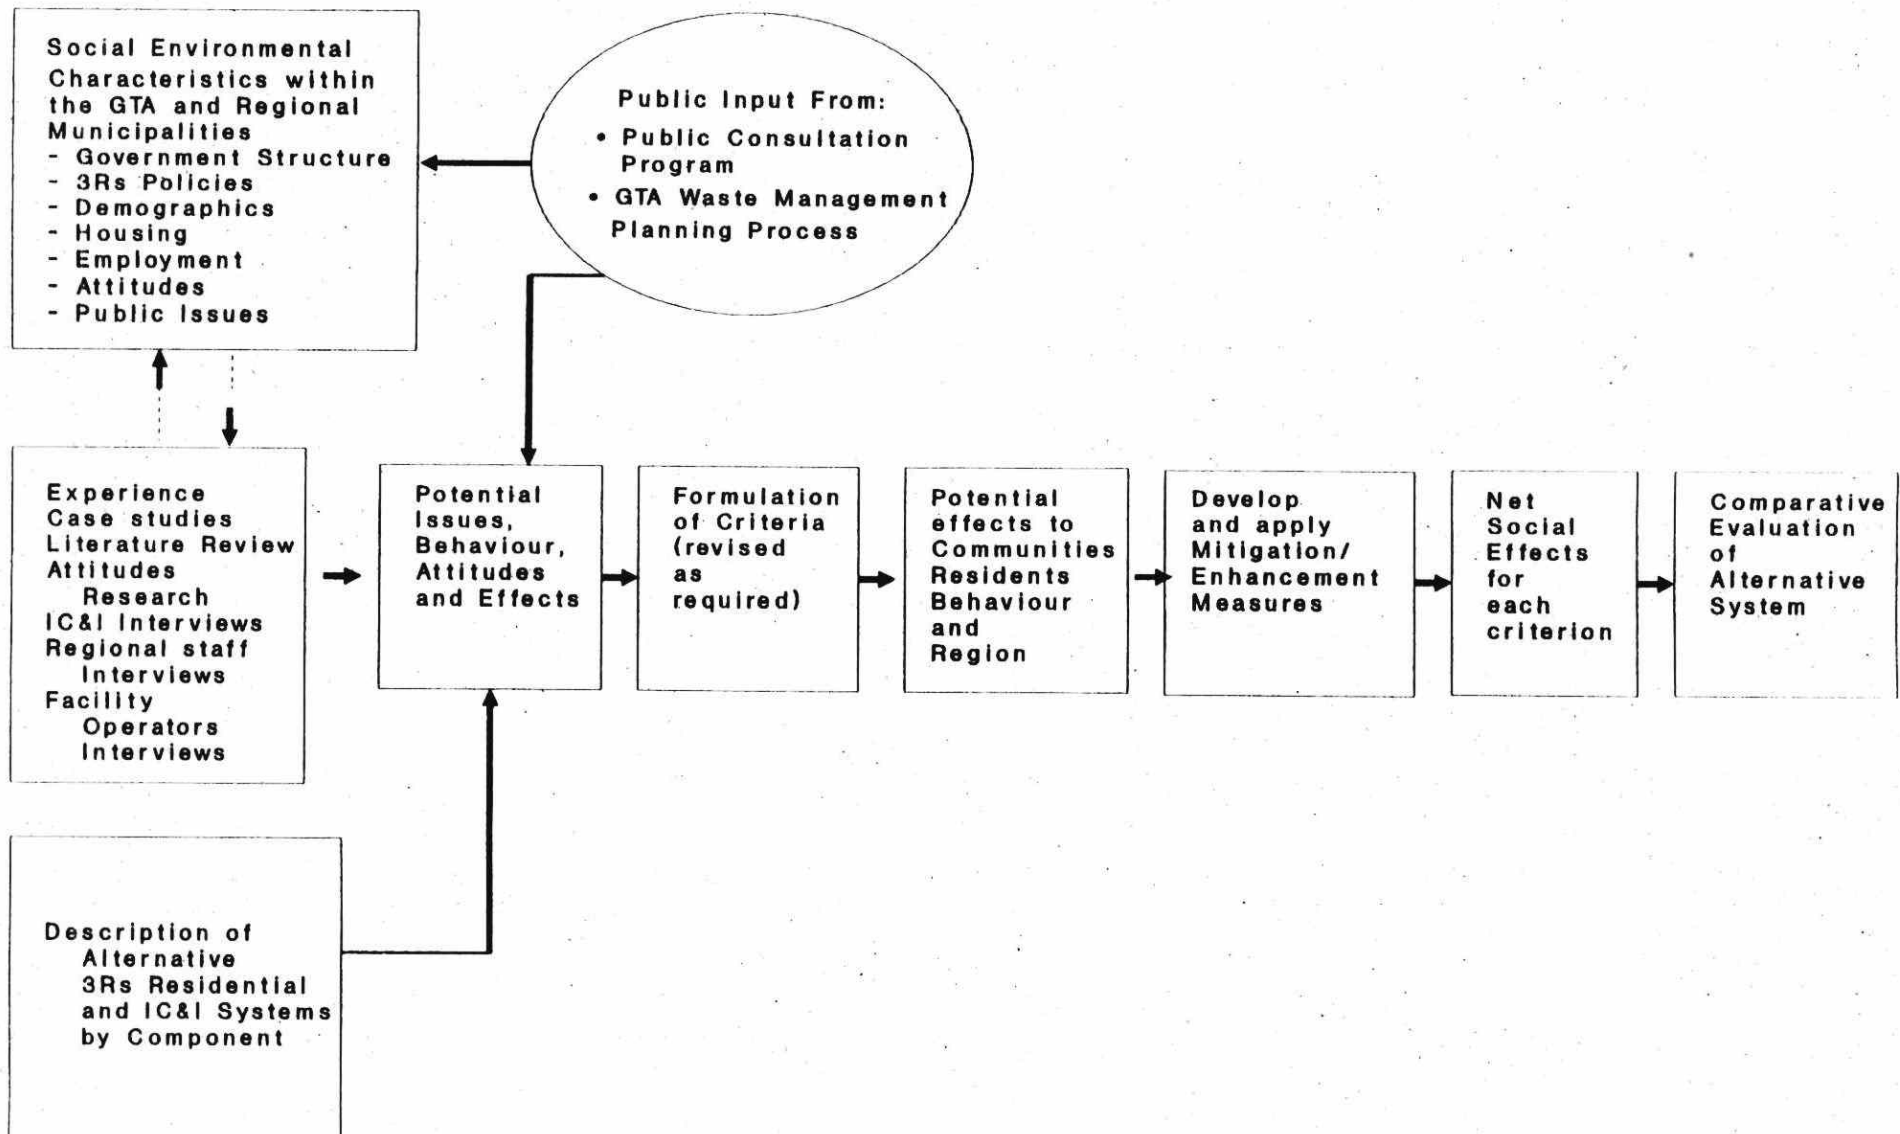 Social Environmental
Characteristics within
the GTA and Regional
Municipalities
- Government Structure
- 3Rs Policies
- Demographics
- Housing
- Employment
- Attitudes
- Public Issues
Public Input From:
• Public Consultation
Program
• GTA Waste Management
Planning Process
Experience
Case studies
Literature Review
Attitudes
Research
IC&I Interviews
Regional staff
Interviews
Facility
Operators
Interviews
Potential
Issues,
Behaviour,
Attitudes
and Effects
Formulation
of Criteria
(revised
as
required)
Potential
effects to
Communities
Residents
Behaviour
and
Region
Develop
and apply
Mitigation/
Enhancement
Measures
Net
Social
Effects
for
each
criterion
Comparative
Evaluation
of
Alternative
System
Description of
Alternative
3Rs Residential
and IC&I Systems
by Component